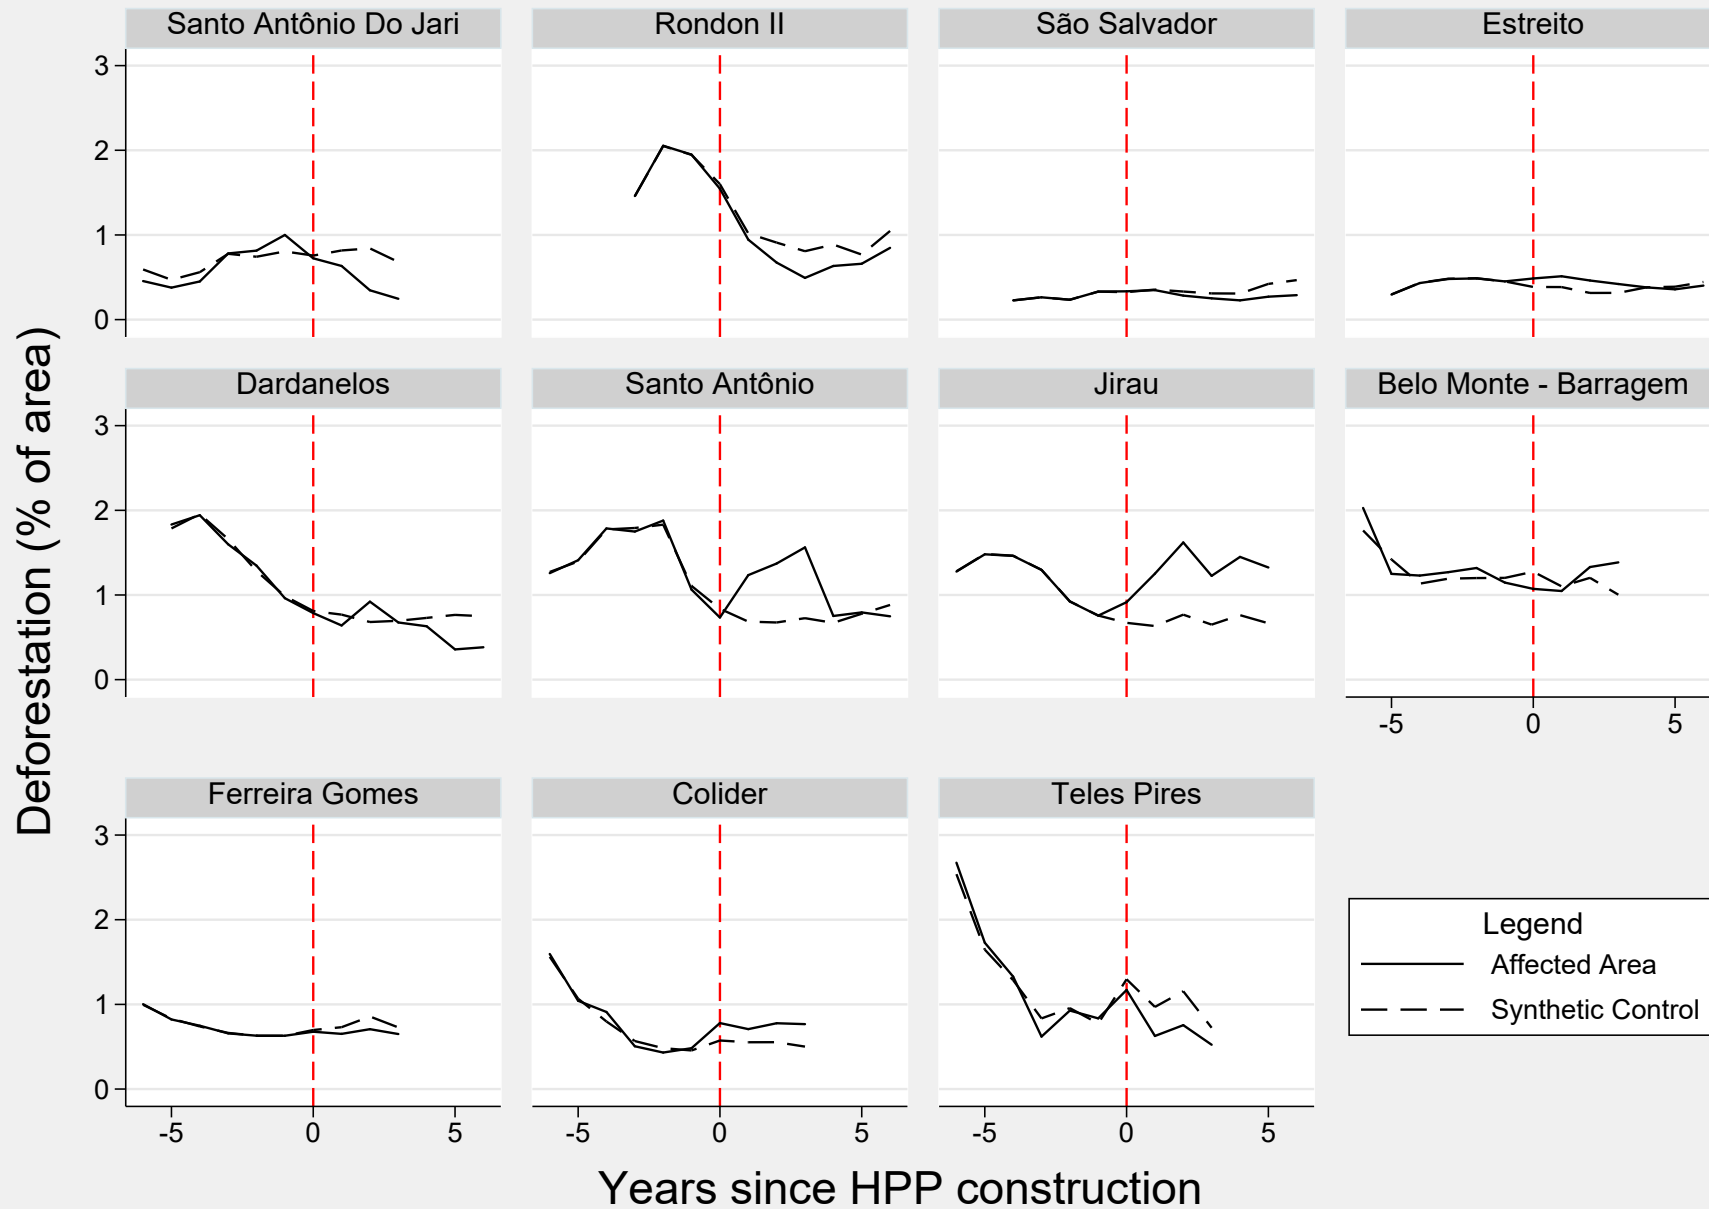 Santo Antônio Do Jari
Rondon II
São Salvador
Estreito
3
2
1
0
Dardanelos
Santo Antônio
Jirau
Belo Monte - Barragem
3
2
1
0
-5 0 5
Ferreira Gomes
Colider
Teles Pires
3
2
1
0
-5 0 5
-5 0 5
-5 0 5
Legend
Affected Area
Synthetic Control
Deforestation (% of area)
Years since HPP construction